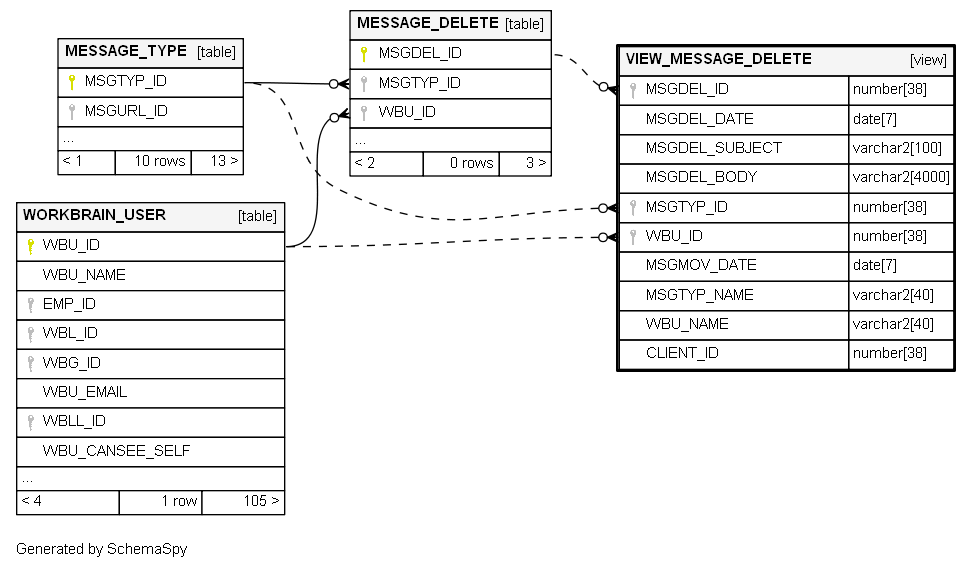 MESSAGE_TYPE [table]
MSGTYP_ID
MSGURL_ID
...
< 1 10 rows 13 >
MESSAGE_DELETE [table]
MSGDEL_ID
MSGTYP_ID
WBU_ID
...
< 2 0 rows 3 >
VIEW_MESSAGE_DELETE [view]
MSGDEL_ID number[38]
MSGDEL_DATE date[7]
MSGDEL_SUBJECT varchar2[100]
MSGDEL_BODY varchar2[4000]
MSGTYP_ID number[38]
WBU_ID number[38]
MSGMOV_DATE date[7]
MSGTYP_NAME varchar2[40]
WBU_NAME varchar2[40]
CLIENT_ID number[38]
WORKBRAIN_USER [table]
WBU_ID
WBU_NAME
EMP_ID
WBL_ID
WBG_ID
WBU_EMAIL
WBLL_ID
WBU_CANSEE_SELF
...
< 4 1 row 105 >
Generated by SchemaSpy